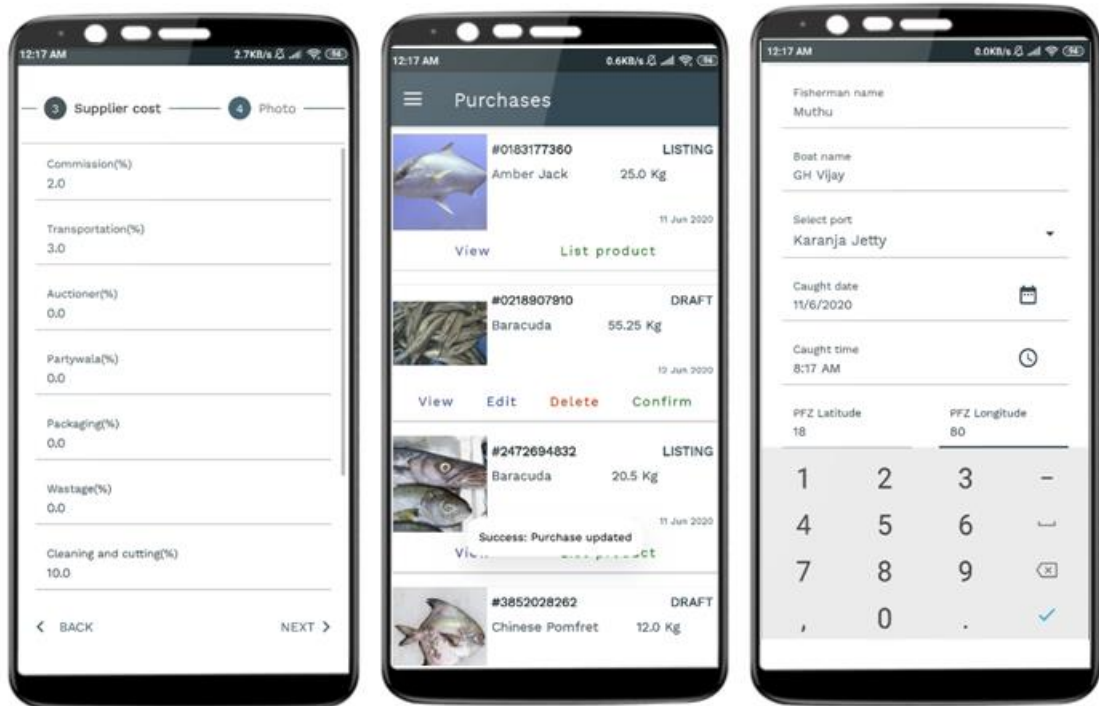 12:17 AM 2.7KB/s 94
3 Supplier cost 4 Photo
Commission(%)
2.0
Transportation(%)
3.0
Auctioner(%)
0.0
Partywala(%)
0.0
Packaging(%)
0.0
Wastage(%)
0.0
Cleaning and cutting(%)
10.0
BACK NEXT
12:17 AM 0.6KB/s 94
Purchases
#0183177360 LISTING
Amber Jack 25.0 Kg
11 Jun 2020
View List product
#0218907910 DRAFT
Baracuda 55.25 Kg
12 Jun 2020
View Edit Delete Confirm
#2472694832 LISTING
Baracuda 20.5 Kg
11 Jun 2020
Success: Purchase updated
#3852028262 DRAFT
Chinese Pomfret 12.0 Kg
12:17 AM 0.0KB/s 94
Fisherman name
Muthu
Boat name
GH Vijay
Select port
Karanja Jetty
Caught date
11/6/2020
Caught time
8:17 AM
PFZ Latitude PFZ Longitude
18 80
1 2 3 –
4 5 6
7 8 9
, 0 .